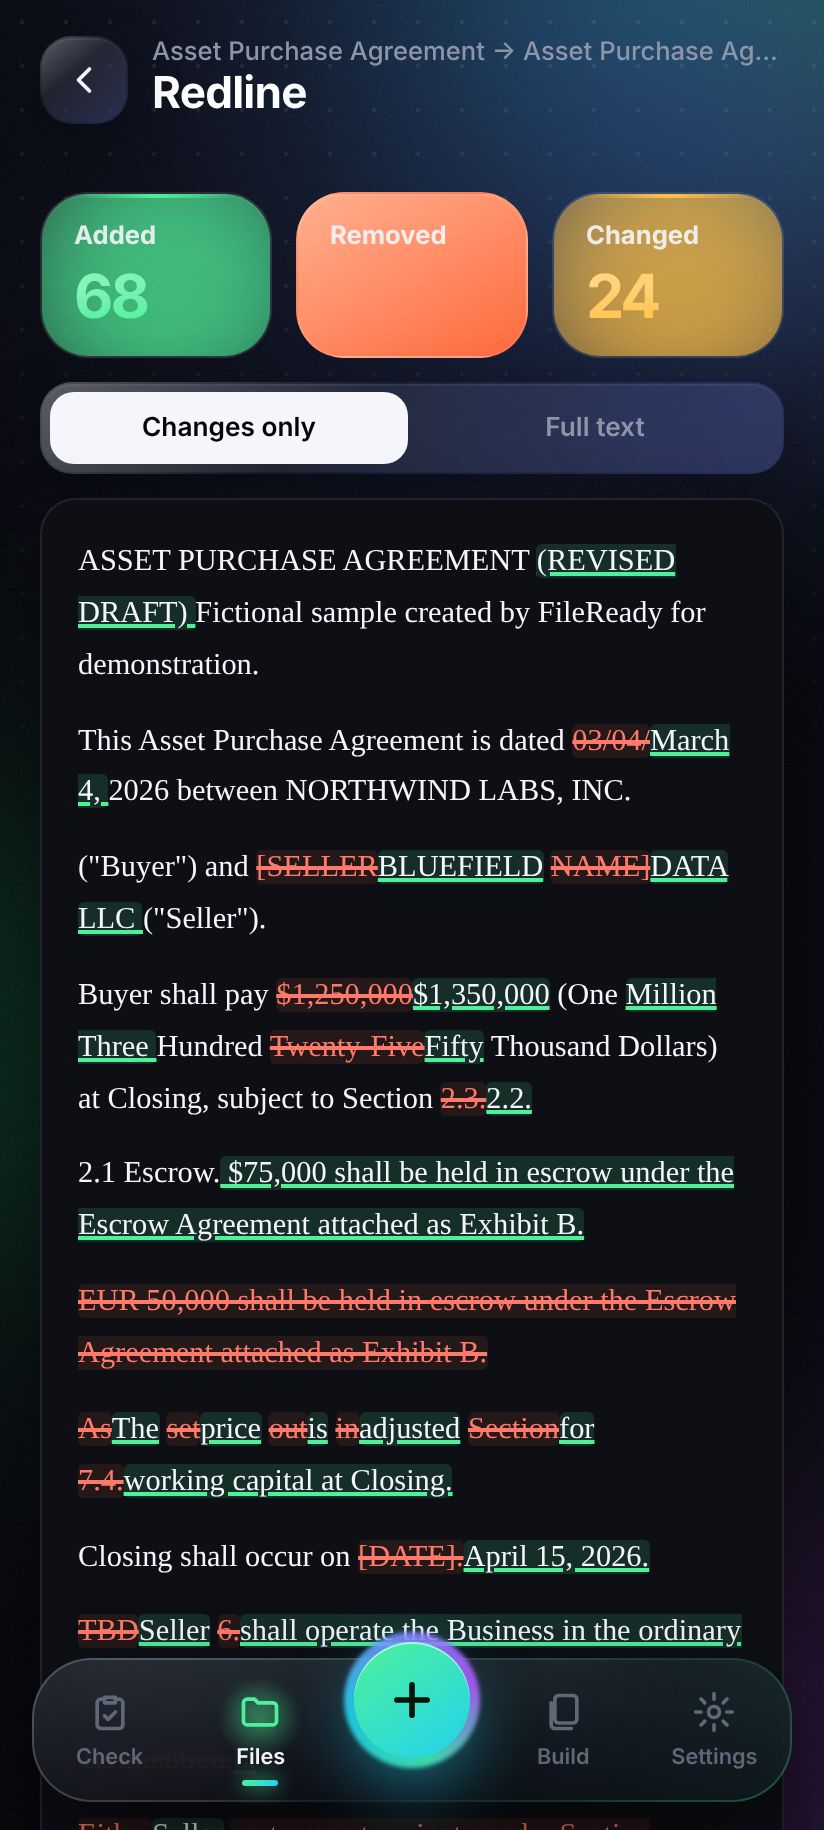 Asset Purchase Agreement → Asset Purchase Ag...
Redline
Added
Removed
Changed
68
24
Changes only
Full text
ASSET PURCHASE AGREEMENT (REVISED
DRAFT) Fictional sample created by FileReady for
demonstration.
This Asset Purchase Agreement is dated 03/04/March
4, 2026 between NORTHWIND LABS, INC.
("Buyer") and [SELLERBLUEFIELD NAME]DATA
LLC ("Seller").
Buyer shall pay $1,250,000$1,350,000 (One Million
Three Hundred Twenty-FiveFifty Thousand Dollars)
at Closing, subject to Section 2.3.2.2.
2.1 Escrow. $75,000 shall be held in escrow under the
Escrow Agreement attached as Exhibit B.
EUR 50,000 shall be held in escrow under the Escrow
Agreement attached as Exhibit B.
AsThe setprice outis inadjusted Sectionfor
7.4.working capital at Closing.
Closing shall occur on [DATE].April 15, 2026.
TBDSeller 6.shall operate the Business in the ordinary
Check
Files
Build
Settings